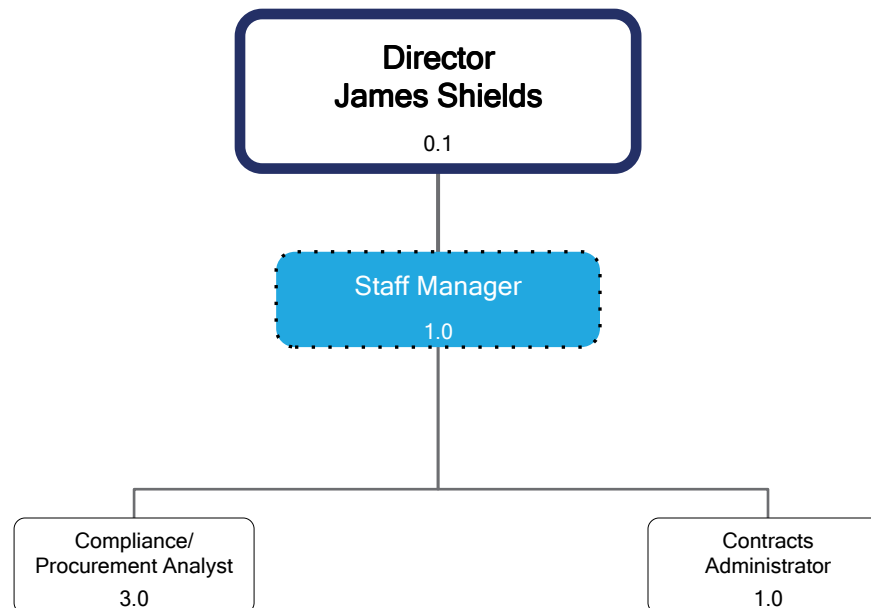 Director
James Shields
0.1
Staff Manager
1.0
Compliance/
Procurement Analyst
3.0
Contracts
Administrator
1.0